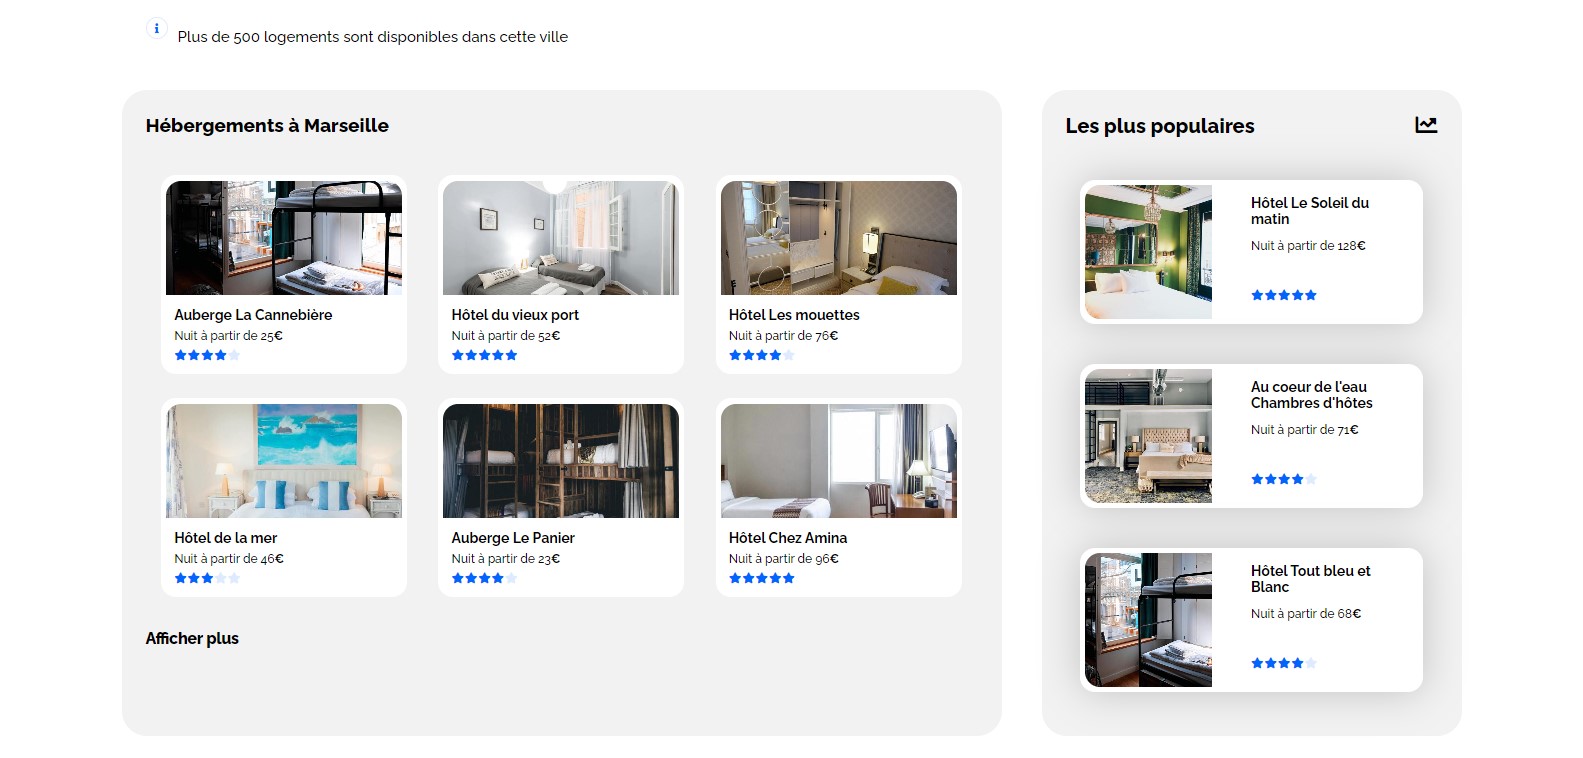 Plus de 500 logements sont disponibles dans cette ville
Hébergements à Marseille
Auberge La Cannebière
Nuit à partir de 25€
Hôtel du vieux port
Nuit à partir de 52€
Hôtel Les mouettes
Nuit à partir de 76€
Hôtel de la mer
Nuit à partir de 46€
Auberge Le Panier
Nuit à partir de 23€
Hôtel Chez Amina
Nuit à partir de 96€
Afficher plus
Les plus populaires
Hôtel Le Soleil du
matin
Nuit à partir de 128€
Au coeur de l'eau
Chambres d'hôtes
Nuit à partir de 71€
Hôtel Tout bleu et
Blanc
Nuit à partir de 68€